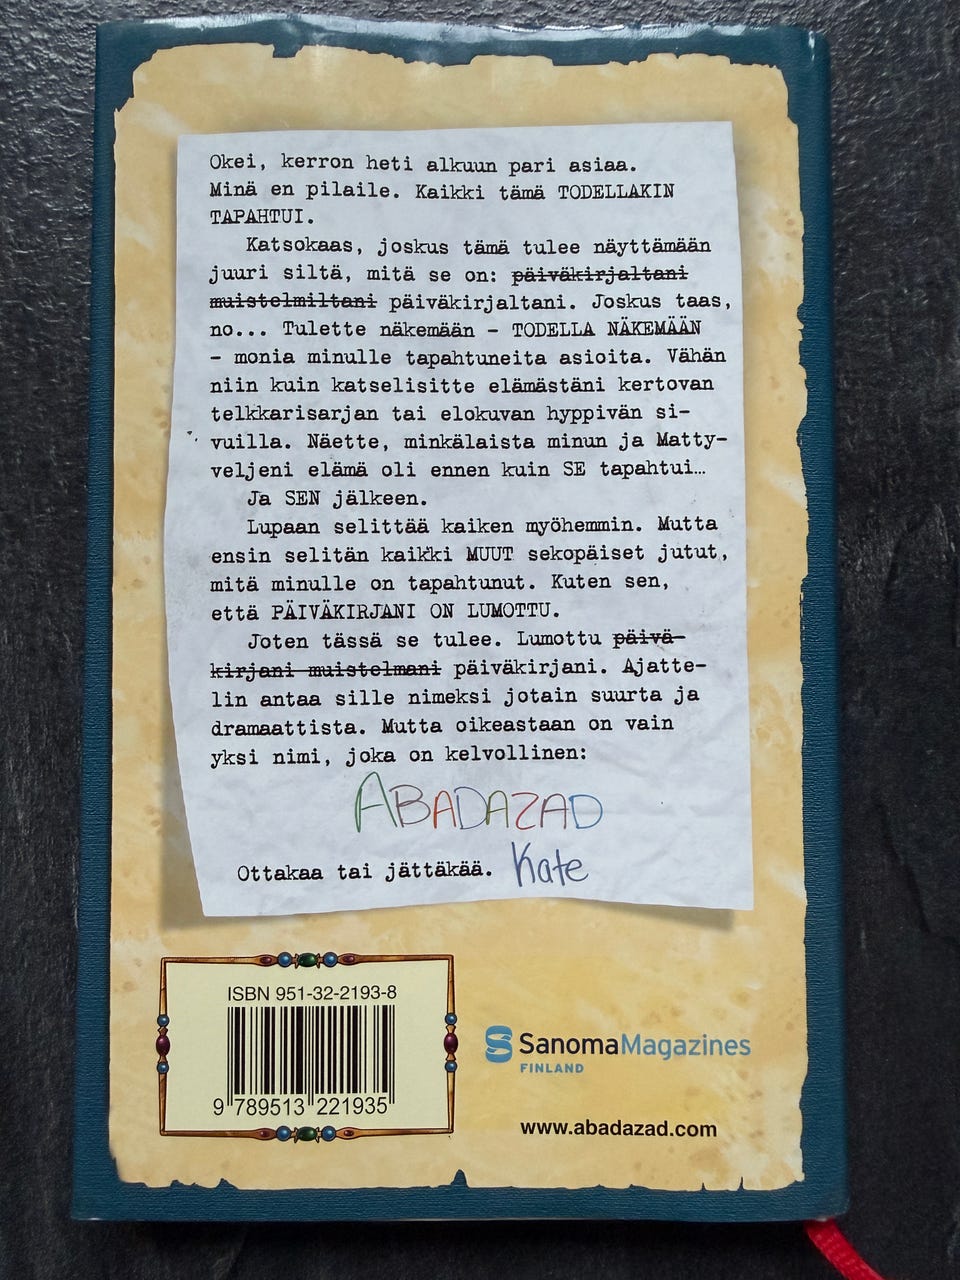 Okei, kerron heti alkuun pari asiaa.
Minä en pilaile. Kaikki tämä TODELLAKIN
TAPAHTUI.
Katsokaas, joskus tämä tulee näyttämään
juuri siltä, mitä se on: päiväkirjaltani
muistelmiltani päiväkirjaltani. Joskus taas,
no... Tulette näkemään – TODELLA NÄKEMÄÄN
– monia minulle tapahtuneita asioita. Vähän
niin kuin katselisitte elämästäni kertovan
telkkarisarjan tai elokuvan hyppivän si-
vuilla. Näette, minkälaista minun ja Matty-
veljeni elämä oli ennen kuin SE tapahtui…
Ja SEN jälkeen.
Lupaan selittää kaiken myöhemmin. Mutta
ensin selitän kaikki MUUT sekopäiset jutut,
mitä minulle on tapahtunut. Kuten sen,
että PÄIVÄKIRJANI ON LUMOTTU.
Joten tässä se tulee. Lumottu päivä-
kirjani muistelmani päiväkirjani. Ajatte-
lin antaa sille nimeksi jotain suurta ja
dramaattista. Mutta oikeastaan on vain
yksi nimi, joka on kelvollinen:
ABADAZAD
Ottakaa tai jättäkää. Kate
ISBN 951-32-2193-8
9 789513 221935
SanomaMagazines
FINLAND
www.abadazad.com